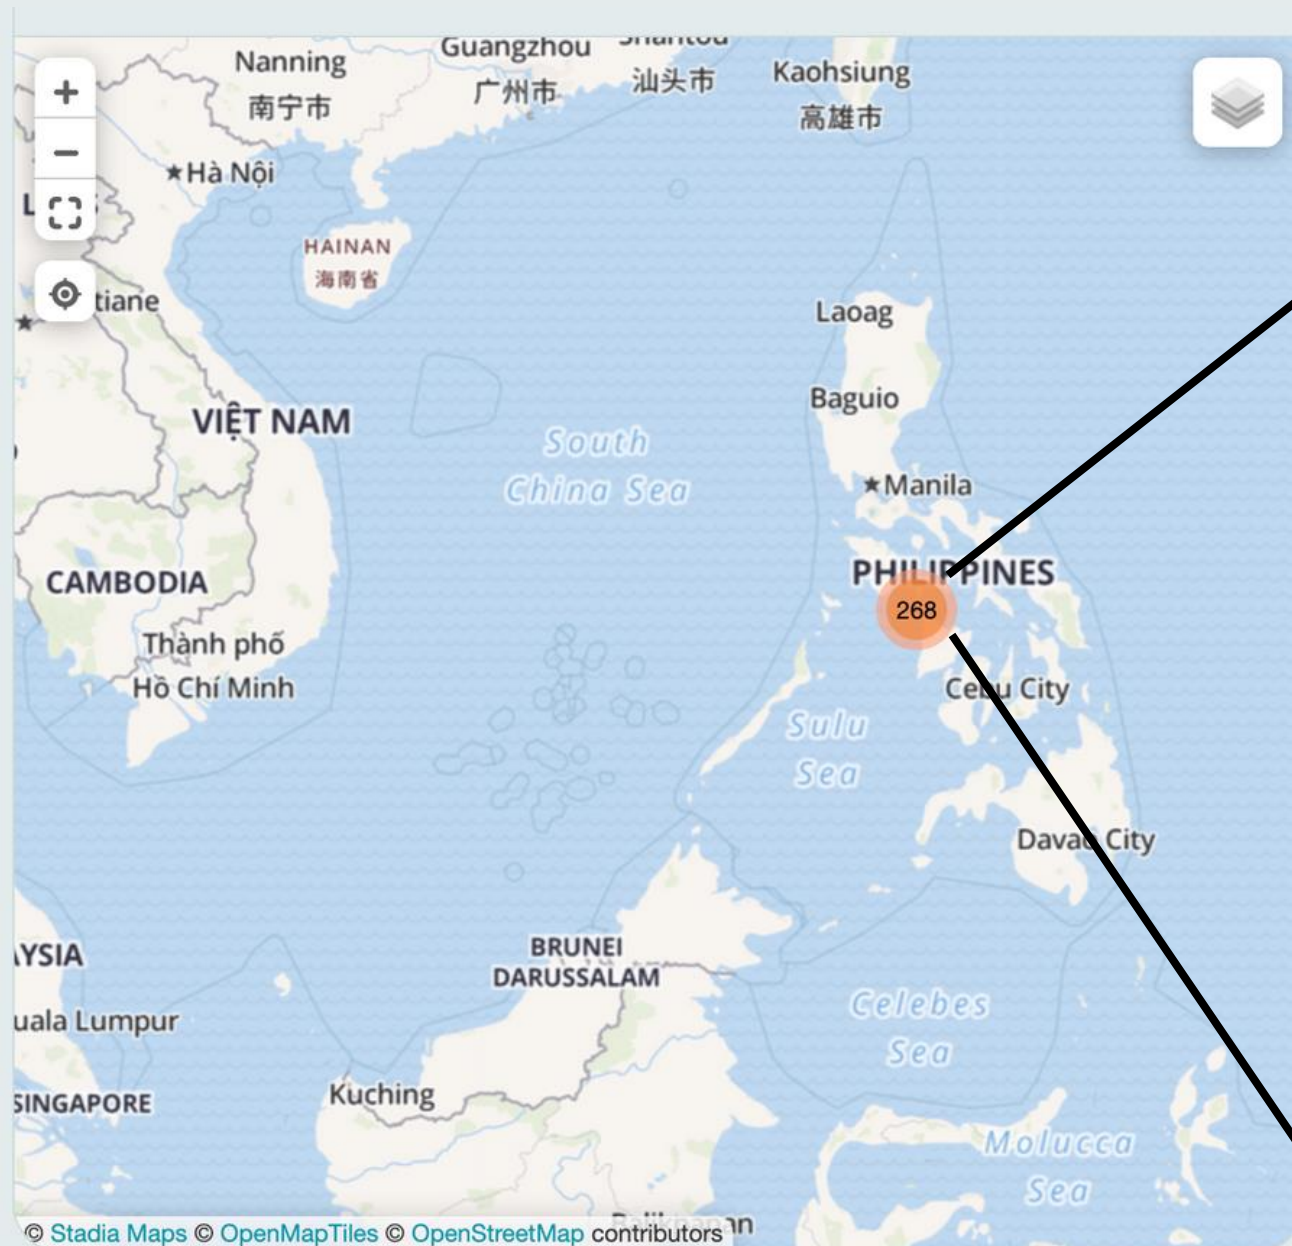 Nanning
南宁市
Guangzhou
广州市
汕头市
Kaohsiung
高雄市
+
−
Hà Nội
HAINAN
海南省
tiane
Laoag
VIỆT NAM
Baguio
South
China Sea
Manila
PHILIPPINES
CAMBODIA
268
Thành phố
Hồ Chí Minh
Cebu City
Sulu
Sea
Davao City
BRUNEI
DARUSSALAM
AYSIA
Celebes
Sea
uala Lumpur
Kuching
SINGAPORE
Molucca
Sea
© Stadia Maps © OpenMapTiles © OpenStreetMap contributors